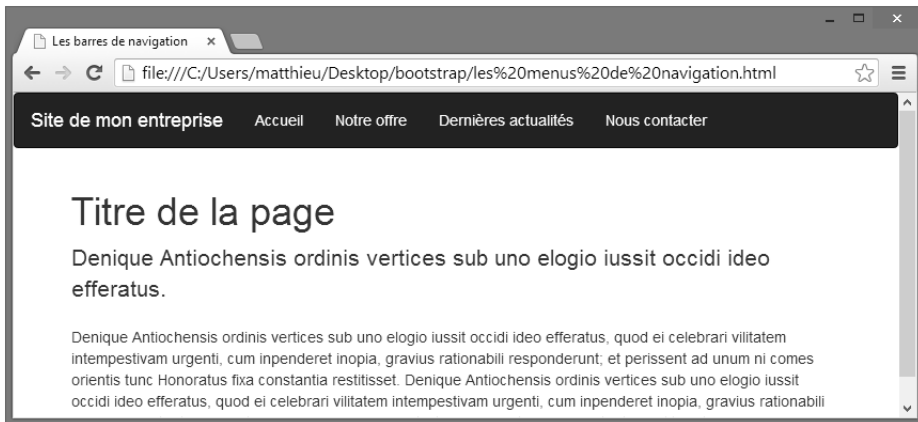 Les barres de navigation
file:///C:/Users/matthieu/Desktop/bootstrap/les%20menus%20de%20navigation.html
Site de mon entreprise Accueil Notre offre Dernières actualités Nous contacter
Titre de la page
Denique Antiochensis ordinis vertices sub uno elogio iussit occidi ideo
efferatus.
Denique Antiochensis ordinis vertices sub uno elogio iussit occidi ideo efferatus, quod ei celebrari vilitatem
intempestivam urgenti, cum inpenderet inopia, gravius rationabili responderunt; et perissent ad unum ni comes
orientis tunc Honoratus fixa constantia restitisset. Denique Antiochensis ordinis vertices sub uno elogio iussit
occidi ideo efferatus, quod ei celebrari vilitatem intempestivam urgenti, cum inpenderet inopia, gravius rationabili